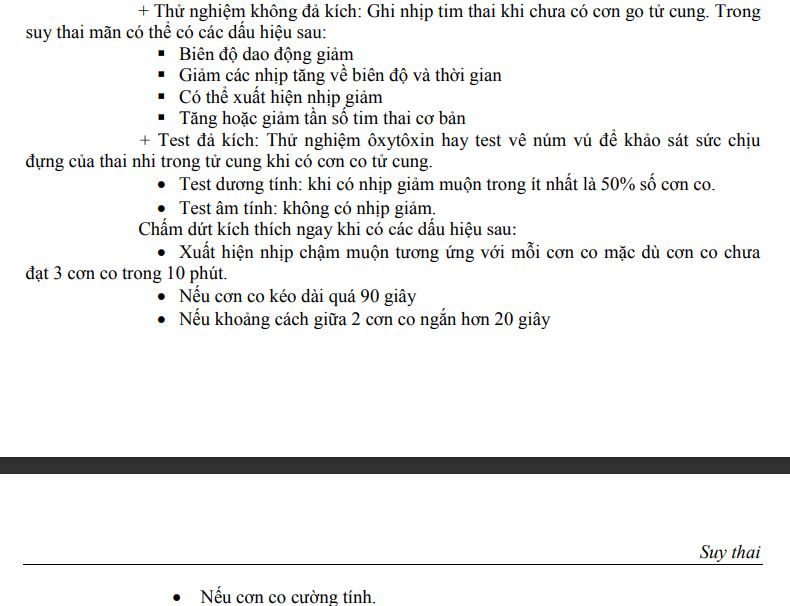 + Thử nghiệm không đả kích: Ghi nhịp tim thai khi chưa có cơn go tử cung. Trong
suy thai mãn có thể có các dấu hiệu sau:
▪ Biên độ dao động giảm
▪ Giảm các nhịp tăng về biên độ và thời gian
▪ Có thể xuất hiện nhịp giảm
▪ Tăng hoặc giảm tần số tim thai cơ bản
+ Test đả kích: Thử nghiệm ôxytôxin hay test vê núm vú để khảo sát sức chịu
đựng của thai nhi trong tử cung khi có cơn co tử cung.
• Test dương tính: khi có nhịp giảm muộn trong ít nhất là 50% số cơn co.
• Test âm tính: không có nhịp giảm.
Chấm dứt kích thích ngay khi có các dấu hiệu sau:
• Xuất hiện nhịp chậm muộn tương ứng với mỗi cơn co mặc dù cơn co chưa
đạt 3 cơn co trong 10 phút.
• Nếu cơn co kéo dài quá 90 giây
• Nếu khoảng cách giữa 2 cơn co ngắn hơn 20 giây
Suy thai
• Nếu cơn co cường tính.